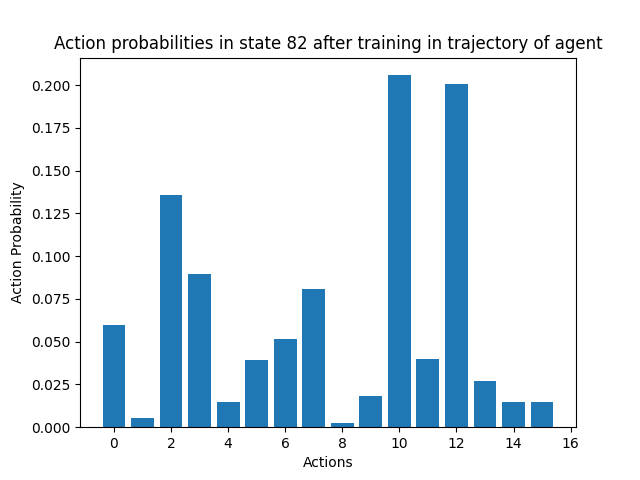 Action probabilities in state 82 after training in trajectory of agent
0.200
0.175
0.150
0.125
0.100
0.075
0.050
0.025
0.000
Action Probability
0 2 4 6 8 10 12 14 16
Actions